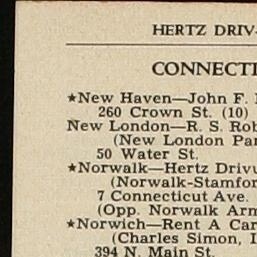 HERTZ DRIV-
CONNECTI
★New Haven—John F.
260 Crown St. (10)
New London—R. S. Rob
(New London Par
50 Water St.
★Norwalk—Hertz Drivu
(Norwalk-Stamfor
7 Connecticut Ave.
(Opp. Norwalk Arm
★Norwich—Rent A Car
(Charles Simon, I
394 N. Main St.